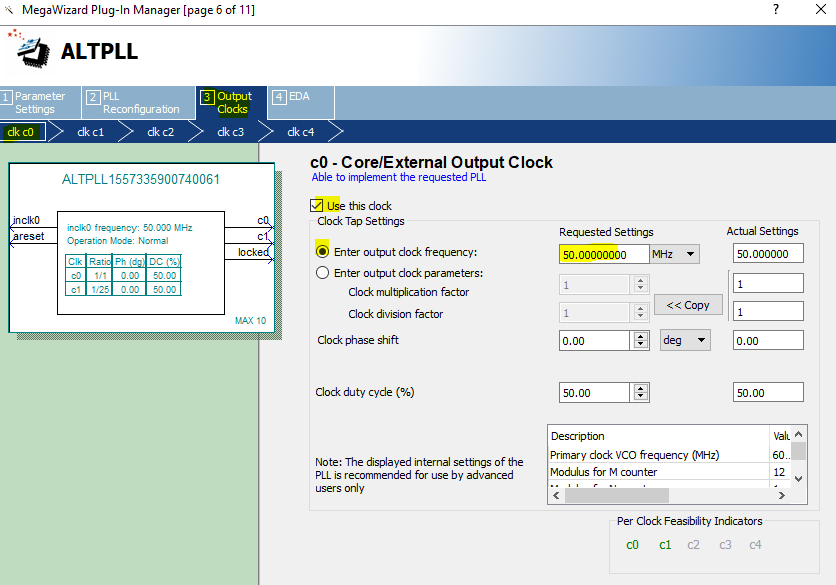 MegaWizard Plug-In Manager [page 6 of 11]
?
ALTPLL
1 Parameter Settings
2 PLL Reconfiguration
3 Output Clocks
4 EDA
clk c0
clk c1
clk c2
clk c3
clk c4
ALTPLL1557335900740061
inclk0
areset
c0
c1
locked
inclk0 frequency: 50.000 MHz
Operation Mode: Normal
Clk Ratio Ph (dg) DC (%)
c0 1/1 0.00 50.00
c1 1/25 0.00 50.00
MAX 10
c0 - Core/External Output Clock
Able to implement the requested PLL
Use this clock
Clock Tap Settings
Requested Settings
Actual Settings
Enter output clock frequency:
50.00000000
MHz
50.000000
Enter output clock parameters:
Clock multiplication factor
1
1
Clock division factor
1
<< Copy
1
Clock phase shift
0.00
deg
0.00
Clock duty cycle (%)
50.00
50.00
Note: The displayed internal settings of the
PLL is recommended for use by advanced
users only
Description
Primary clock VCO frequency (MHz)
60..
Modulus for M counter
12
Per Clock Feasibility Indicators
c0 c1 c2 c3 c4